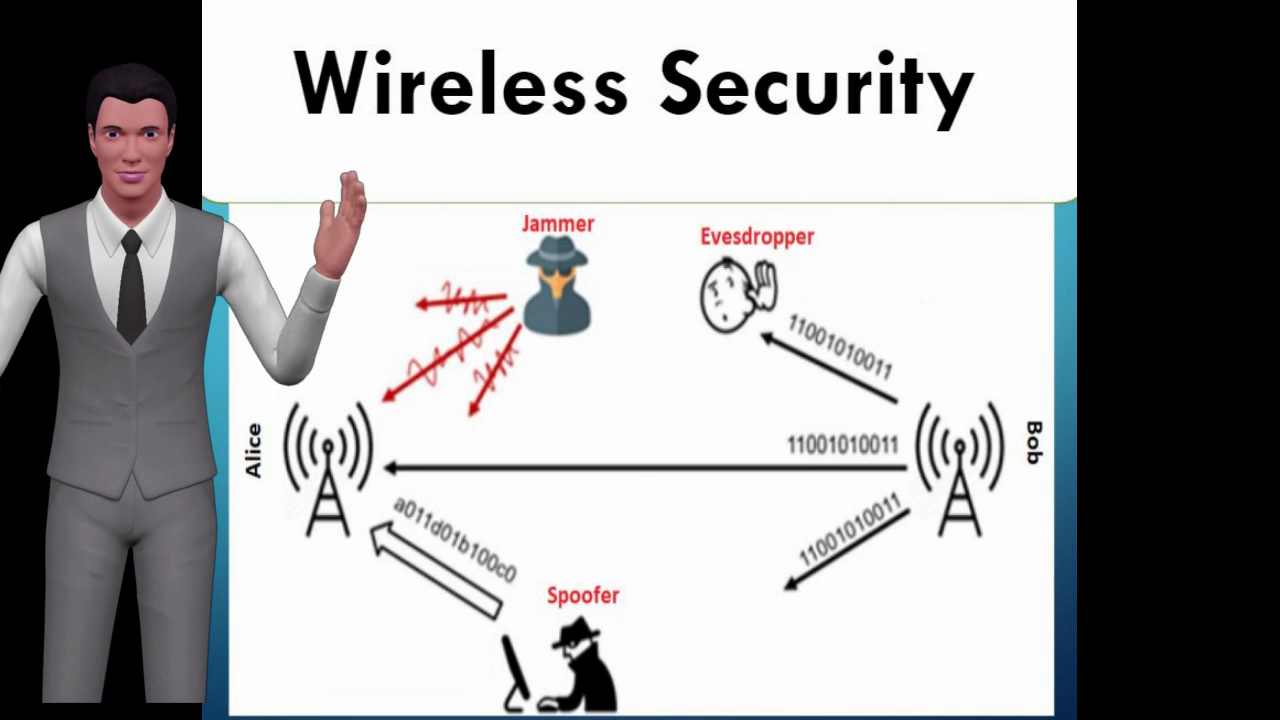 Wireless Security
Jammer
Evesdropper
11001010011
Alice
11001010011
Bob
a011d01b100c0
11001010011
Spoofer